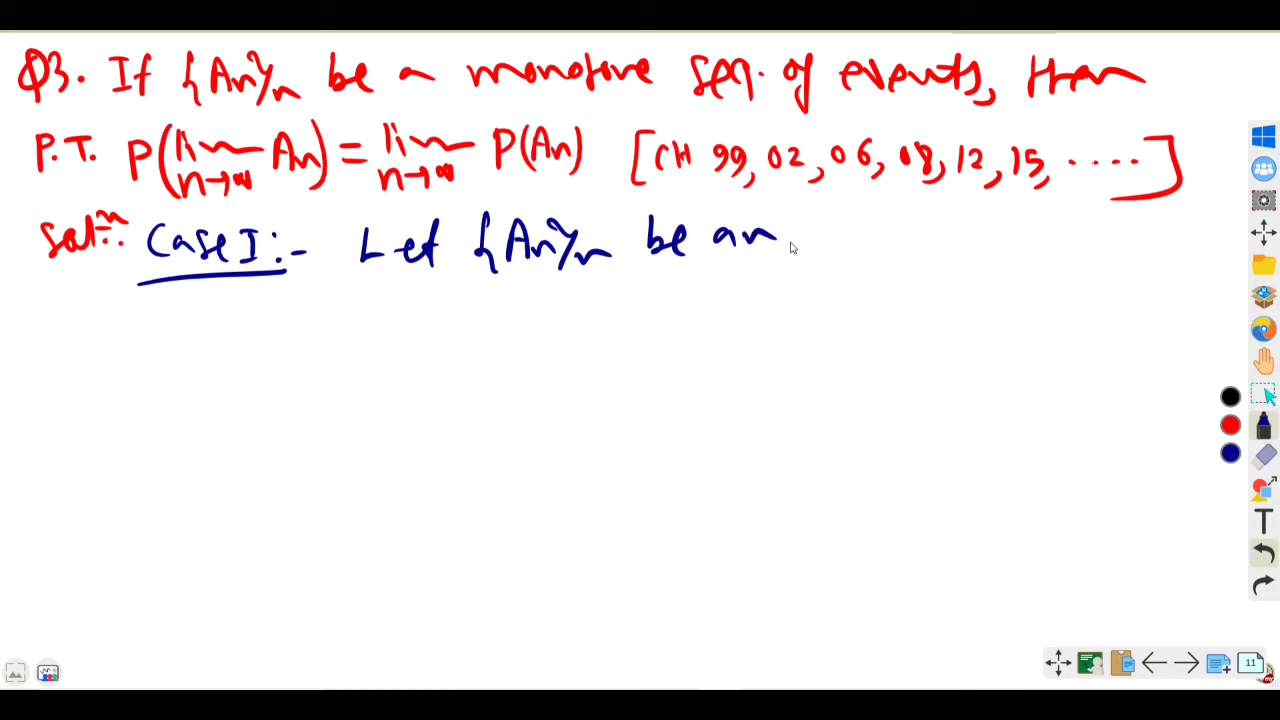 Q3. If {An}n be a monotone seq. of events, then
P.T. P(lim n→∞ An) = lim n→∞ P(An) [CH 99, 02, 06, 08, 12, 15, ....]
Solⁿ:. Case I:- Let {An}n be an
11